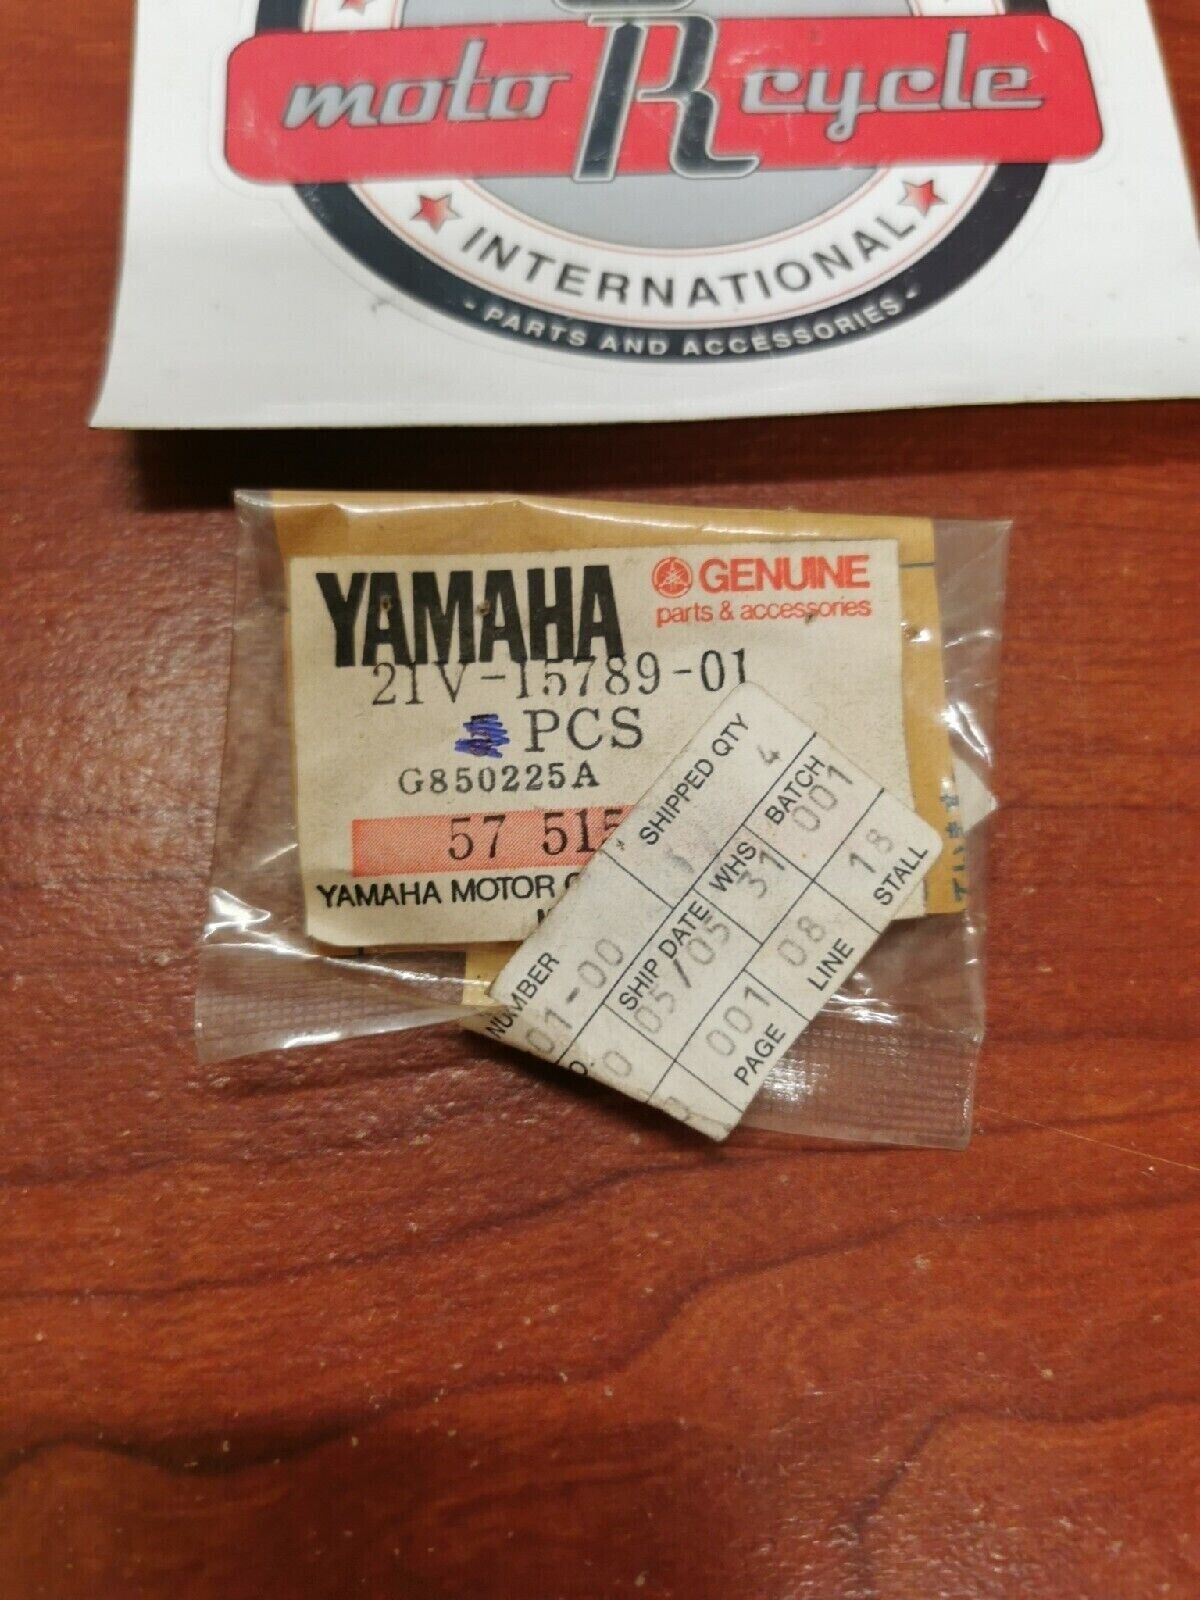 moto R cycle
INTERNATIONAL
- PARTS AND ACCESSORIES -
YAMAHA
GENUINE
parts & accessories
21V-15789-01
PCS
G850225A
57 515
YAMAHA MOTOR
SHIPPED QTY
4
BATCH
001
WHS
31
SHIP DATE
05/05
NUMBER
01-00
STALL
18
LINE
08
PAGE
001